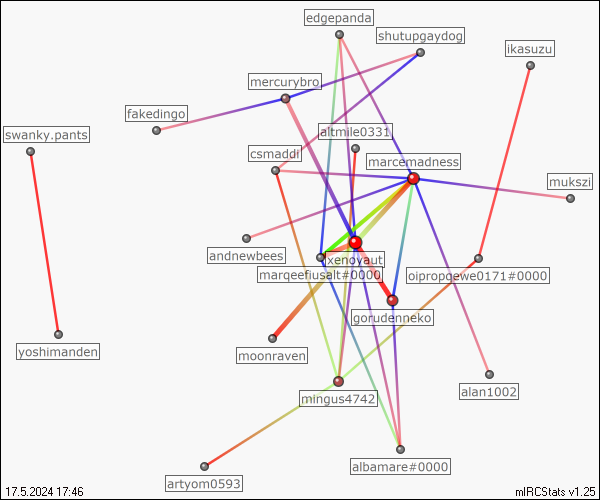 edgepanda
shutupgaydog
ikasuzu
mercurybro
fakedingo
altmile0331
swanky.pants
csmaddi
marcemadness
mukszi
andnewbees
xenoyaut
marqeefiusalt#0000
oipropqewe0171#0000
gorudenneko
yoshimanden
moonraven
alan1002
mingus4742
albamare#0000
artyom0593
17.5.2024 17:46
mIRCStats v1.25